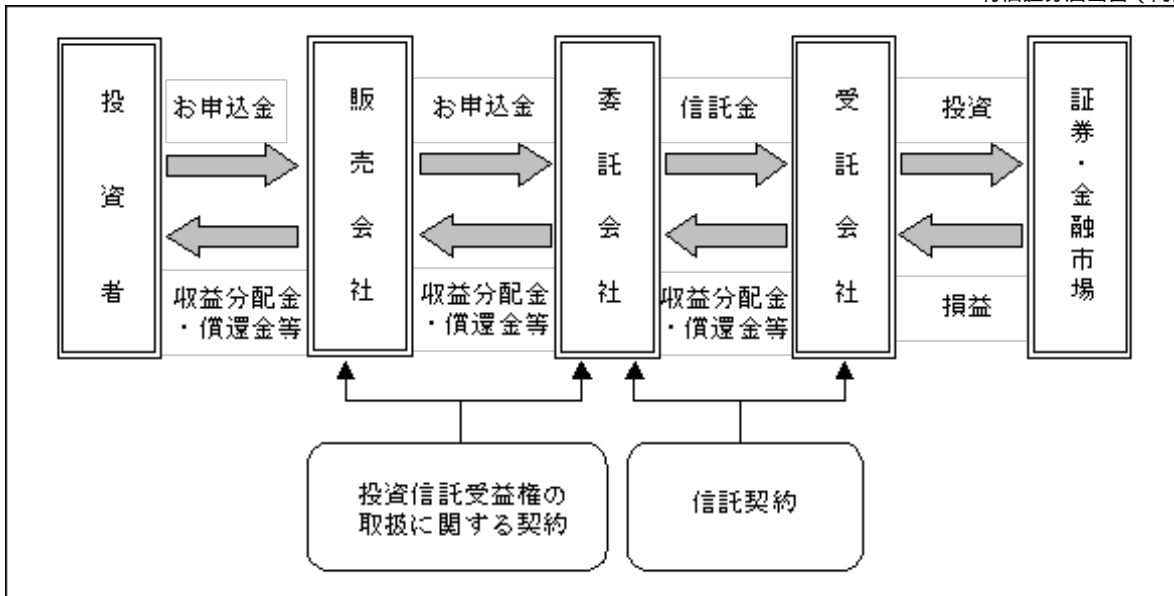 投資者
お申込金
収益分配金
・償還金等
販売会社
お申込金
収益分配金
・償還金等
委託会社
信託金
収益分配金
・償還金等
受託会社
投資
損益
証券・金融市場
投資信託受益権の
取扱に関する契約
信託契約